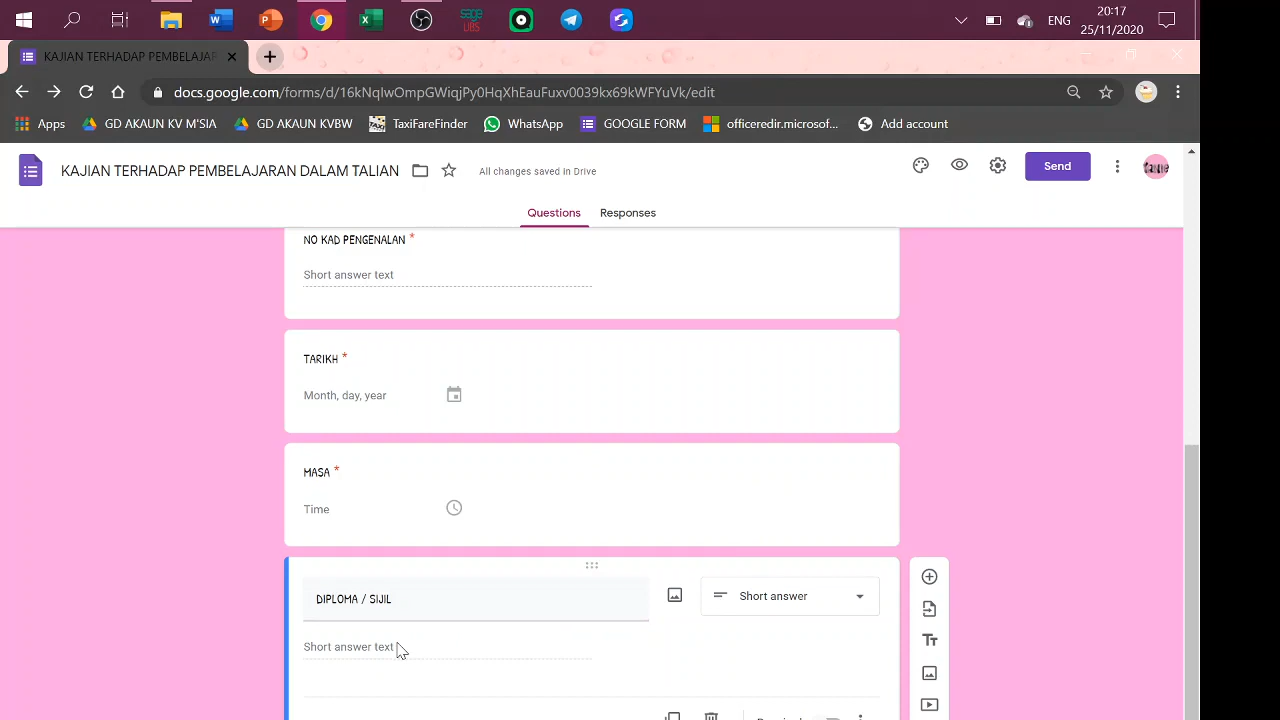 ENG
20:17
25/11/2020
KAJIAN TERHADAP PEMBELAJAR
docs.google.com/forms/d/16kNqlwOmpGWiqjPy0HqXhEauFuxv0039kx69kWFYuVk/edit
Apps
GD AKAUN KV M'SIA
GD AKAUN KVBW
TaxiFareFinder
WhatsApp
GOOGLE FORM
officeredir.microsof...
Add account
KAJIAN TERHADAP PEMBELAJARAN DALAM TALIAN
All changes saved in Drive
Send
Questions
Responses
NO KAD PENGENALAN *
Short answer text
TARIKH *
Month, day, year
MASA *
Time
DIPLOMA / SIJIL
Short answer
Short answer text
Tt